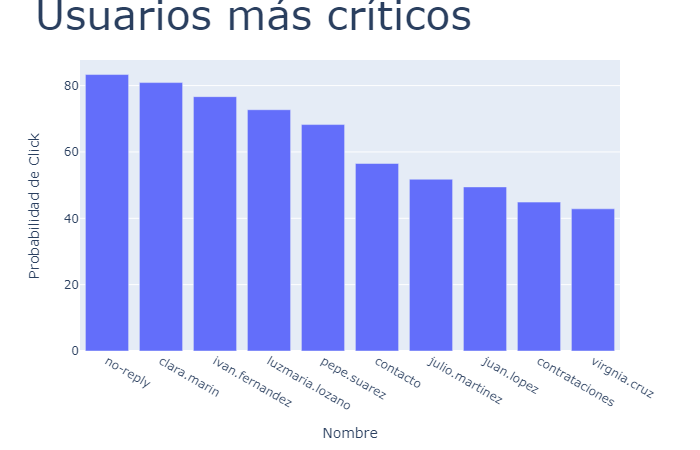 Usuarios más críticos
Probabilidad de Click
80
60
40
20
0
no-reply
clara.marin
ivan.fernandez
luzmaria.lozano
pepe.suarez
contacto
julio.martinez
juan.lopez
contrataciones
virgnia.cruz
Nombre